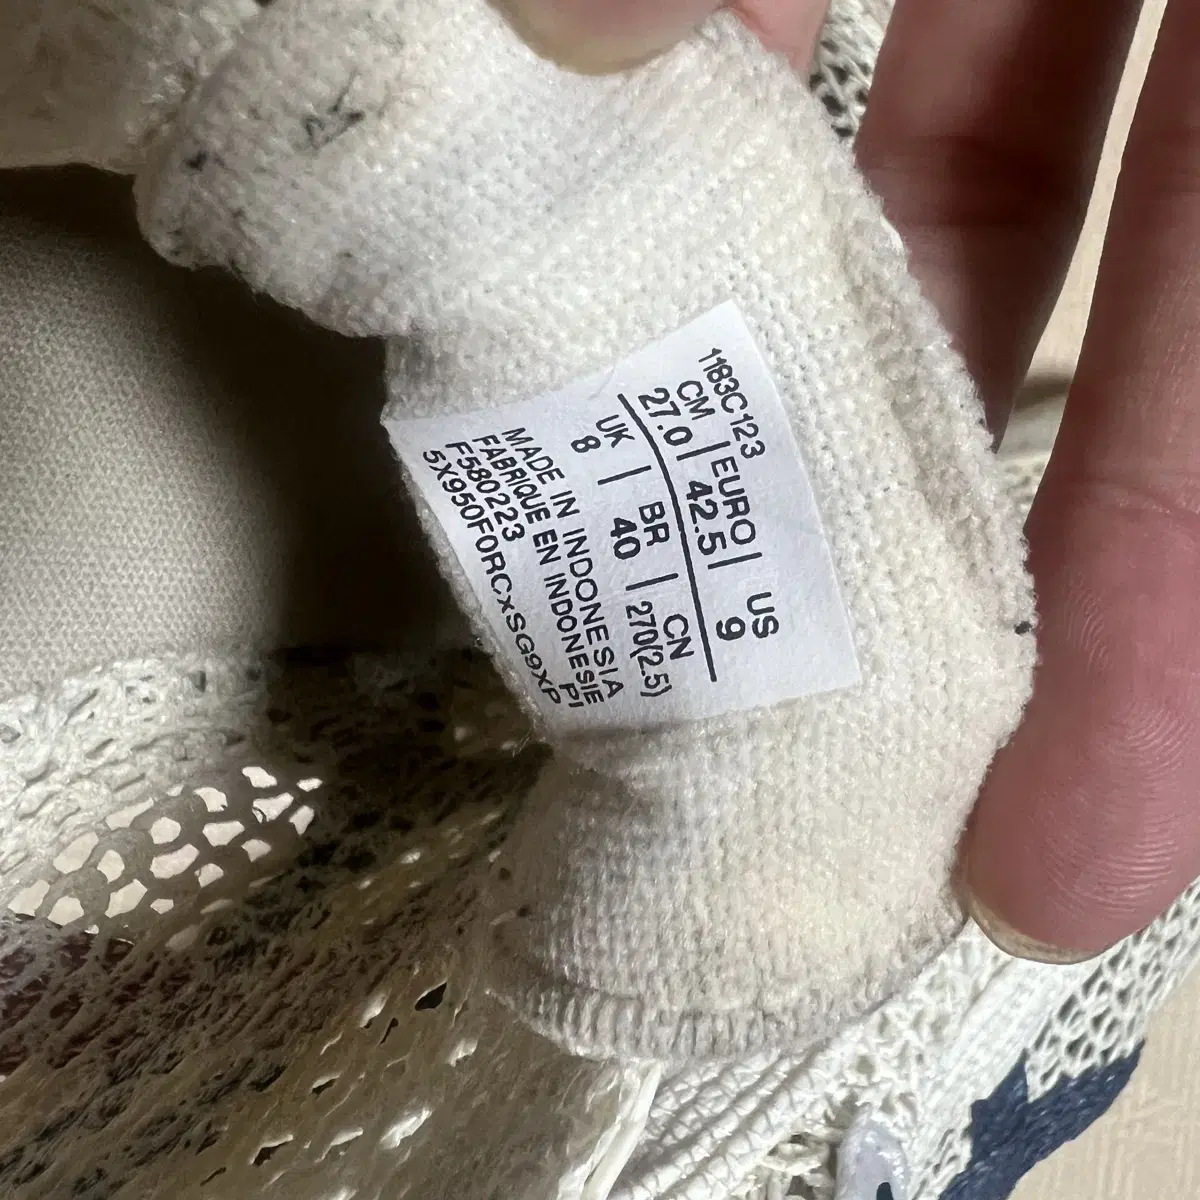 1183C123
CM | EURO | US
27.0 | 42.5 | 9
UK | BR | CN
8 | 40 | 270(2.5)
MADE IN INDONESIA
FABRIQUE EN INDONESIE
F580223 PI
5X950F0RCxSG9XP